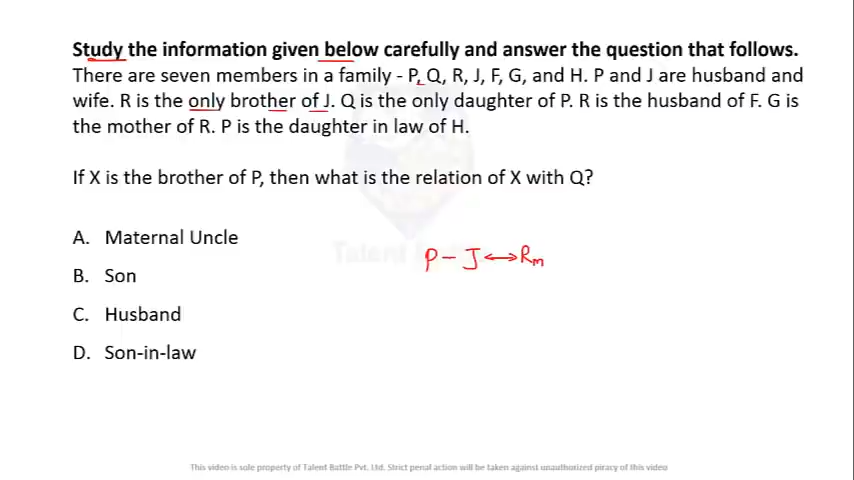 Study the information given below carefully and answer the question that follows.
There are seven members in a family - P, Q, R, J, F, G, and H. P and J are husband and
wife. R is the only brother of J. Q is the only daughter of P. R is the husband of F. G is
the mother of R. P is the daughter in law of H.
If X is the brother of P, then what is the relation of X with Q?
A. Maternal Uncle
B. Son
C. Husband
D. Son-in-law
P – J ↔ Rm
Talent Battle
This video is sole property of Talent Battle Pvt. Ltd. Strict penal action will be taken against unauthorized piracy of this video